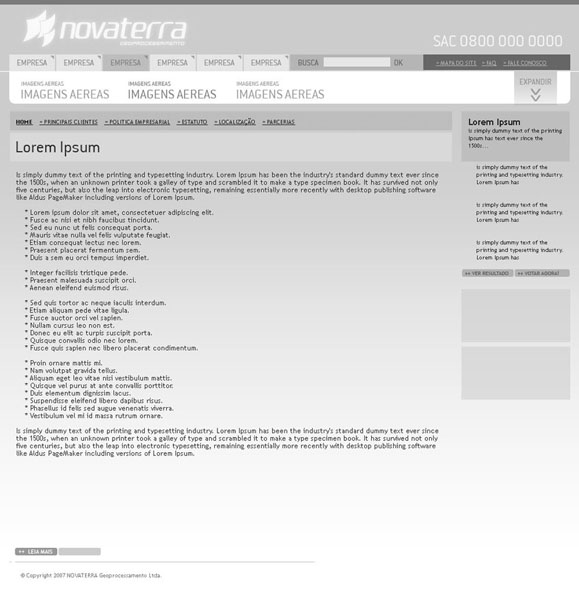 novaterra
GEOPROCESSAMENTO
SAC 0800 000 0000
EMPRESA EMPRESA EMPRESA EMPRESA EMPRESA EMPRESA BUSCA OK
» MAPA DO SITE » FAQ » FALE CONOSCO
IMAGENS AEREAS IMAGENS AEREAS IMAGENS AEREAS
IMAGENS AEREAS IMAGENS AEREAS IMAGENS AEREAS
EXPANDIR
HOME » PRINCIPAIS CLIENTES » POLITICA EMPRESARIAL » ESTATUTO » LOCALIZAÇÃO » PARCERIAS
Lorem Ipsum
Is simply dummy text of the printing and typesetting industry. Lorem Ipsum has been the industry's standard dummy text ever since
the 1500s, when an unknown printer took a galley of type and scrambled it to make a type specimen book. It has survived not only
five centuries, but also the leap into electronic typesetting, remaining essentially more recently with desktop publishing software
like Aldus PageMaker including versions of Lorem Ipsum.
* Lorem ipsum dolor sit amet, consectetuer adipiscing elit.
* Fusce ac nisi et nibh faucibus tincidunt.
* Sed eu nunc ut felis consequat porta.
* Mauris vitae nulla vel felis vulputate feugiat.
* Etiam consequat lectus nec lorem.
* Praesent placerat fermentum sem.
* Duis a sem eu orci tempus imperdiet.
* Integer facilisis tristique pede.
* Praesent malesuada suscipit orci.
* Aenean eleifend euismod risus.
* Sed quis tortor ac neque iaculis interdum.
* Etiam aliquam pede vitae ligula.
* Fusce auctor orci vel sapien.
* Nullam cursus leo non est.
* Donec eu elit ac turpis suscipit porta.
* Quisque convallis odio nec lorem.
* Fusce quis sapien nec libero placerat condimentum.
* Proin ornare mattis mi.
* Nam volutpat gravida tellus.
* Aliquam eget leo vitae nisi vestibulum mattis.
* Quisque vel purus at ante convallis porttitor.
* Duis elementum dignissim lacus.
* Suspendisse eleifend libero dapibus risus.
* Phasellus id felis sed augue venenatis viverra.
* Vestibulum vel mi id massa rutrum ornare.
Is simply dummy text of the printing and typesetting industry. Lorem Ipsum has been the industry's standard dummy text ever since
the 1500s, when an unknown printer took a galley of type and scrambled it to make a type specimen book. It has survived not only
five centuries, but also the leap into electronic typesetting, remaining essentially more recently with desktop publishing software
like Aldus PageMaker including versions of Lorem Ipsum.
Lorem Ipsum
Is simply dummy text of the printing
Ipsum has text ever since the
1500s...
Is simply dummy text of the
printing and typesetting industry.
Lorem Ipsum has
Is simply dummy text of the
printing and typesetting industry.
Lorem Ipsum has
Is simply dummy text of the
printing and typesetting industry.
Lorem Ipsum has
»» VER RESULTADO »» VOTAR AGORA!
»» LEIA MAIS
© Copyright 2007 NOVATERRA Geoprocessamento Ltda.